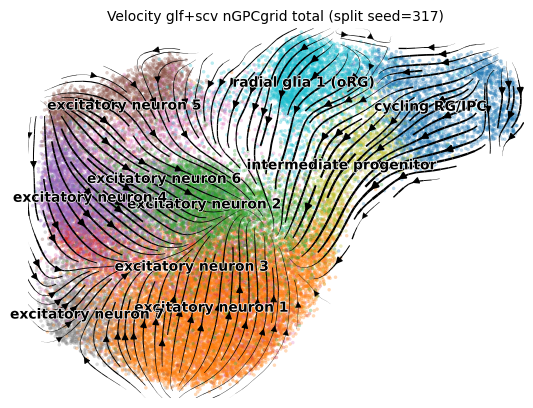 Velocity glf+scv nGPCgrid total (split seed=317)
radial glia 1 (oRG)
excitatory neuron 5
cycling RG/IPC
intermediate progenitor
excitatory neuron 6
excitatory neuron 4
excitatory neuron 2
excitatory neuron 3
excitatory neuron 1
excitatory neuron 7